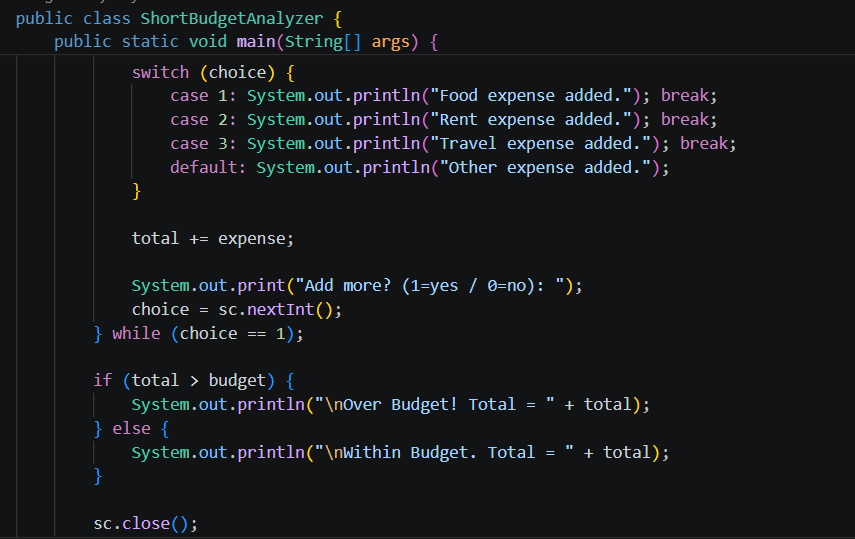 public class ShortBudgetAnalyzer {
    public static void main(String[] args) {
            switch (choice) {
                case 1: System.out.println("Food expense added."); break;
                case 2: System.out.println("Rent expense added."); break;
                case 3: System.out.println("Travel expense added."); break;
                default: System.out.println("Other expense added.");
            }
            total += expense;
            System.out.print("Add more? (1=yes / 0=no): ");
            choice = sc.nextInt();
        } while (choice == 1);
        if (total > budget) {
            System.out.println("\nOver Budget! Total = " + total);
        } else {
            System.out.println("\nWithin Budget. Total = " + total);
        }
        sc.close();